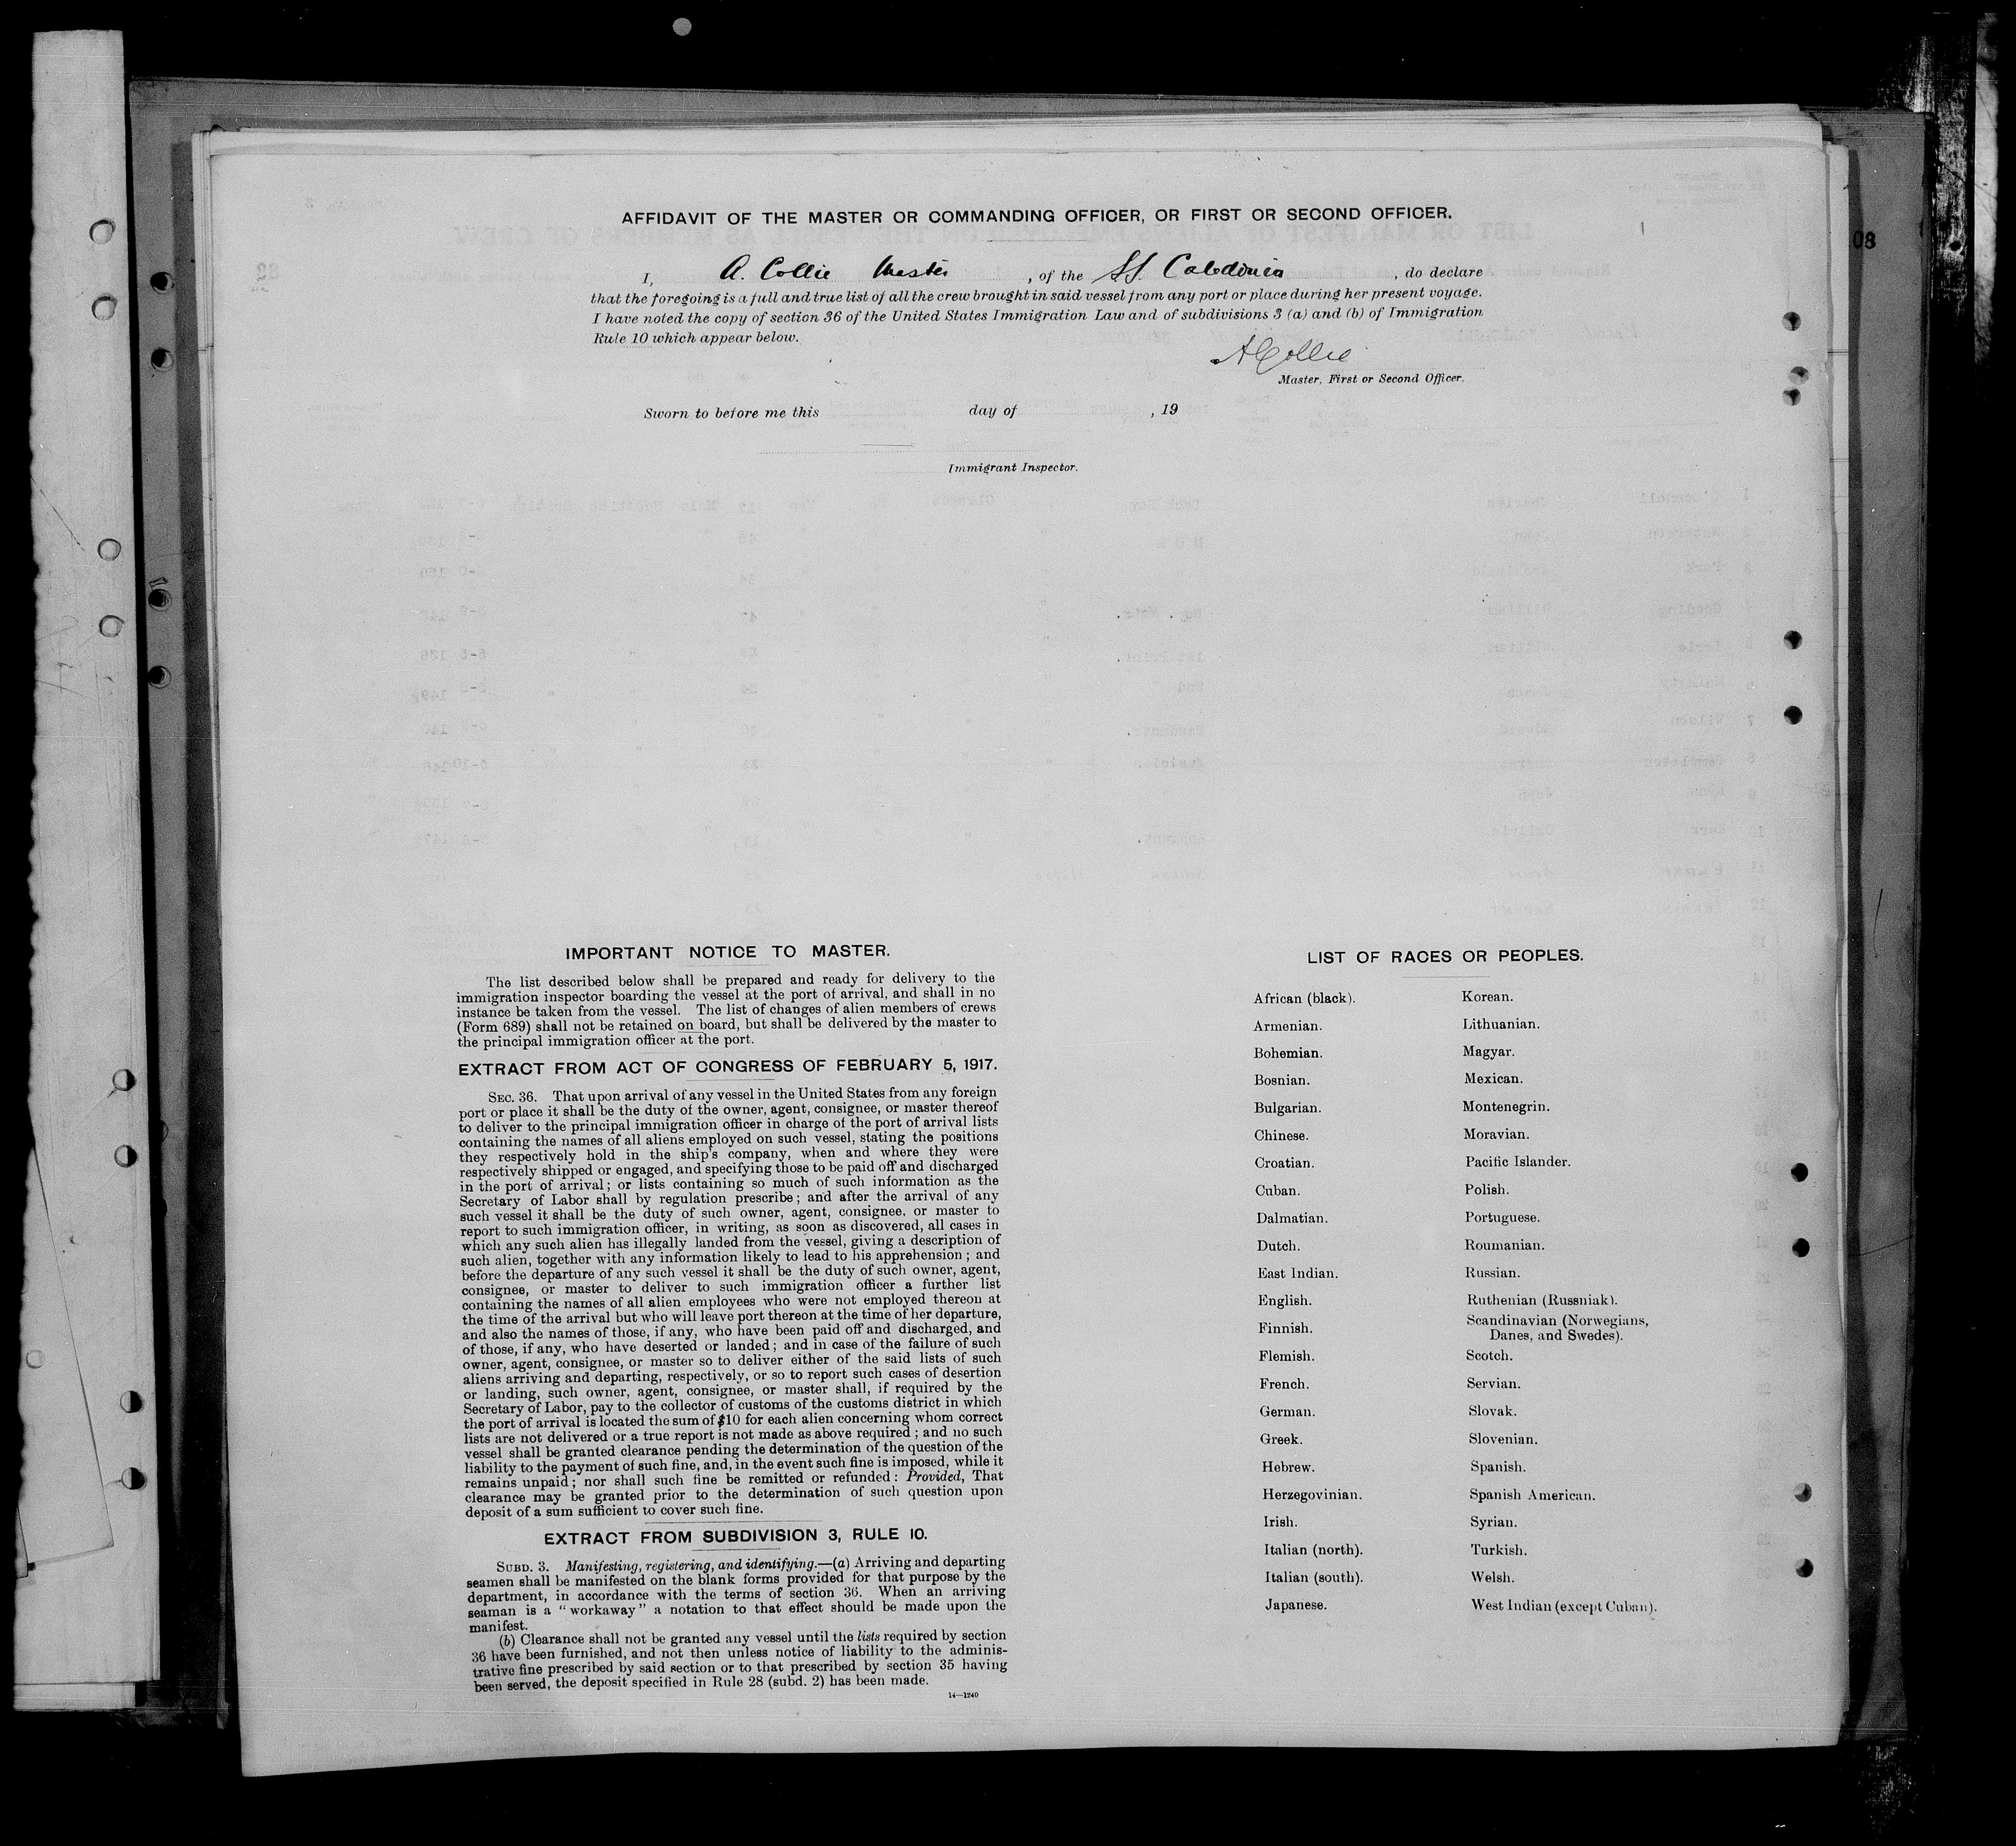 AFFIDAVIT OF THE MASTER OR COMMANDING OFFICER, OR FIRST OR SECOND OFFICER.
I, A. Collie Master, of the SS. Caledonia, do declare
that the foregoing is a full and true list of all the crew brought in said vessel from any port or place during her present voyage.
I have noted the copy of section 36 of the United States Immigration Law and of subdivisions 3 (a) and (b) of Immigration
Rule 10 which appear below.
A Collie
Master, First or Second Officer.
Sworn to before me this day of , 19
Immigrant Inspector.
08
IMPORTANT NOTICE TO MASTER.
The list described below shall be prepared and ready for delivery to the
immigration inspector boarding the vessel at the port of arrival, and shall in no
instance be taken from the vessel. The list of changes of alien members of crews
(Form 689) shall not be retained on board, but shall be delivered by the master to
the principal immigration officer at the port.
EXTRACT FROM ACT OF CONGRESS OF FEBRUARY 5, 1917.
SEC. 36. That upon arrival of any vessel in the United States from any foreign
port or place it shall be the duty of the owner, agent, consignee, or master thereof
to deliver to the principal immigration officer in charge of the port of arrival lists
containing the names of all aliens employed on such vessel, stating the positions
they respectively hold in the ship's company, when and where they were
respectively shipped or engaged, and specifying those to be paid off and discharged
in the port of arrival; or lists containing so much of such information as the
Secretary of Labor shall by regulation prescribe; and after the arrival of any
such vessel it shall be the duty of such owner, agent, consignee, or master to
report to such immigration officer, in writing, as soon as discovered, all cases in
which any such alien has illegally landed from the vessel, giving a description of
such alien, together with any information likely to lead to his apprehension; and
before the departure of any such vessel it shall be the duty of such owner, agent,
consignee, or master to deliver to such immigration officer a further list
containing the names of all alien employees who were not employed thereon at
the time of the arrival but who will leave port thereon at the time of her departure,
and also the names of those, if any, who have been paid off and discharged, and
of those, if any, who have deserted or landed; and in case of the failure of such
owner, agent, consignee, or master so to deliver either of the said lists of such
aliens arriving and departing, respectively, or so to report such cases of desertion
or landing, such owner, agent, consignee, or master shall, if required by the
Secretary of Labor, pay to the collector of customs of the customs district in which
the port of arrival is located the sum of $10 for each alien concerning whom correct
lists are not delivered or a true report is not made as above required; and no such
vessel shall be granted clearance pending the determination of the question of the
liability to the payment of such fine, and, in the event such fine is imposed, while it
remains unpaid; nor shall such fine be remitted or refunded: Provided, That
clearance may be granted prior to the determination of such question upon
deposit of a sum sufficient to cover such fine.
EXTRACT FROM SUBDIVISION 3, RULE 10.
SUBD. 3. Manifesting, registering, and identifying.—(a) Arriving and departing
seamen shall be manifested on the blank forms provided for that purpose by the
department, in accordance with the terms of section 36. When an arriving
seaman is a "workaway" a notation to that effect should be made upon the
manifest.
(b) Clearance shall not be granted any vessel until the lists required by section
36 have been furnished, and not then unless notice of liability to the adminis-
trative fine prescribed by said section or to that prescribed by section 35 having
been served, the deposit specified in Rule 28 (subd. 2) has been made.
14—1240
LIST OF RACES OR PEOPLES.
African (black).
Armenian.
Bohemian.
Bosnian.
Bulgarian.
Chinese.
Croatian.
Cuban.
Dalmatian.
Dutch.
East Indian.
English.
Finnish.
Flemish.
French.
German.
Greek.
Hebrew.
Herzegovinian.
Irish.
Italian (north).
Italian (south).
Japanese.
Korean.
Lithuanian.
Magyar.
Mexican.
Montenegrin.
Moravian.
Pacific Islander.
Polish.
Portuguese.
Roumanian.
Russian.
Ruthenian (Russniak).
Scandinavian (Norwegians,
Danes, and Swedes).
Scotch.
Servian.
Slovak.
Slovenian.
Spanish.
Spanish American.
Syrian.
Turkish.
Welsh.
West Indian (except Cuban).